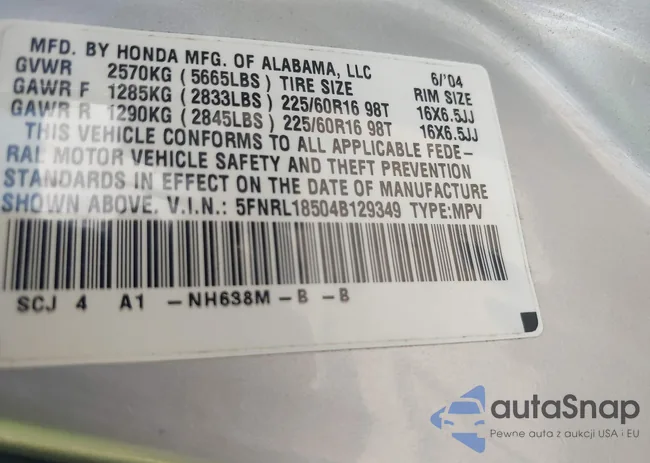 MFD. BY HONDA MFG. OF ALABAMA, LLC
GVWR 2570KG (5665LBS) TIRE SIZE 6/'04 RIM SIZE
GAWR F 1285KG (2833LBS) 225/60R16 98T 16X6.5JJ
GAWR R 1290KG (2845LBS) 225/60R16 98T 16X6.5JJ
THIS VEHICLE CONFORMS TO ALL APPLICABLE FEDE-
RAL MOTOR VEHICLE SAFETY AND THEFT PREVENTION
STANDARDS IN EFFECT ON THE DATE OF MANUFACTURE
SHOWN ABOVE. V.I.N.: 5FNRL18504B129349 TYPE:MPV
SCJ 4 A1 -NH638M -B -B
autaSnap
Pewne auta z aukcji USA i EU